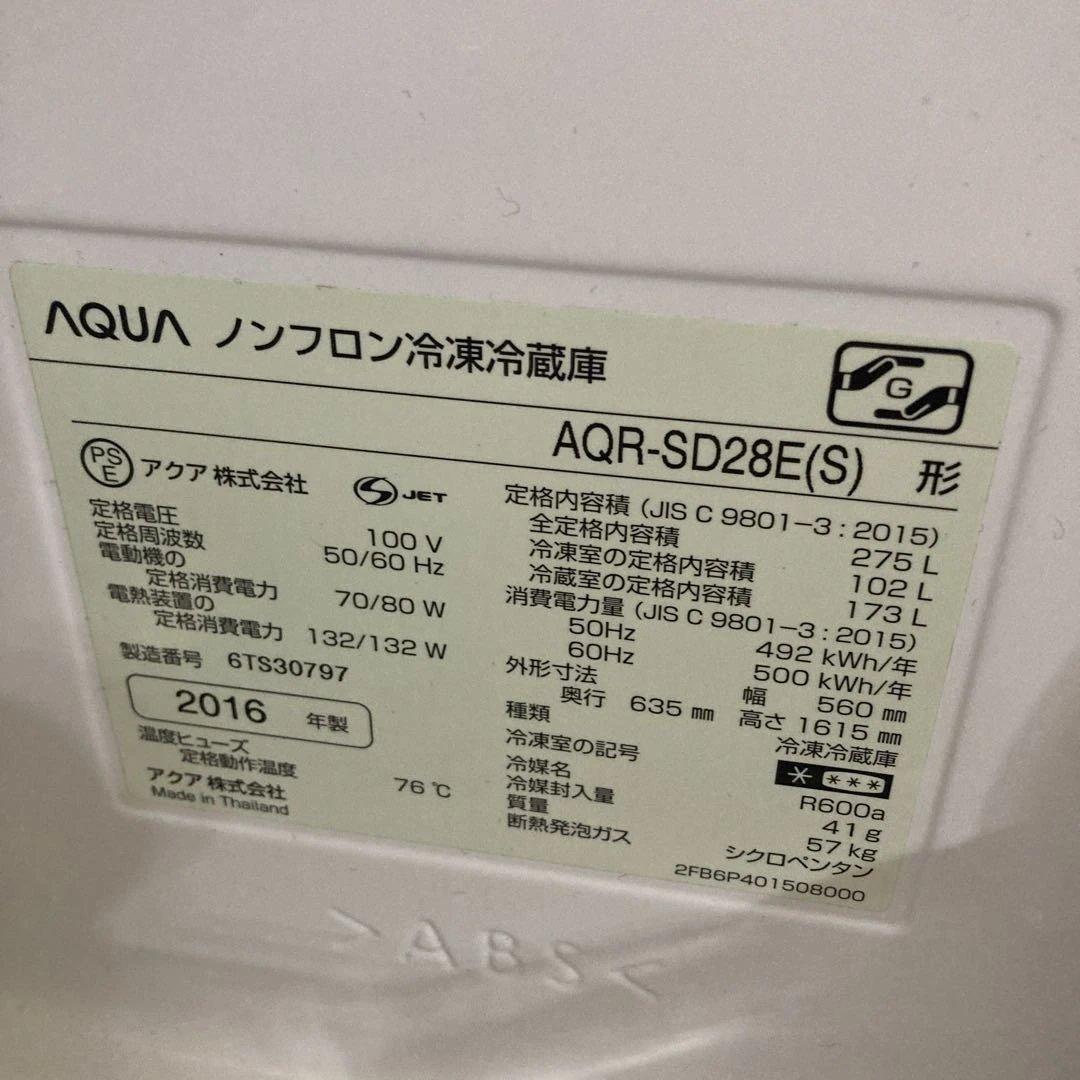 AQUA ノンフロン冷凍冷蔵庫
G
AQR-SD28E(S) 形
PS
E
アクア 株式会社
S JET
定格電圧 100 V
定格周波数 50/60 Hz
電動機の
定格消費電力 70/80 W
電熱装置の
定格消費電力 132/132 W
製造番号 6TS30797
2016 年製
温度ヒューズ
定格動作温度 76 ℃
アクア 株式会社
Made in Thailand
定格内容積 (JIS C 9801-3 : 2015)
全定格内容積 275 L
冷凍室の定格内容積 102 L
冷蔵室の定格内容積 173 L
消費電力量 (JIS C 9801-3 : 2015)
50Hz 492 kWh/年
60Hz 500 kWh/年
外形寸法 幅 560 ㎜
奥行 635 ㎜ 高さ 1615 ㎜
種類 冷凍冷蔵庫
冷凍室の記号 * ***
冷媒名 R600a
冷媒封入量 41 g
質量 57 kg
断熱発泡ガス シクロペンタン
2FB6P401508000
>ABS<